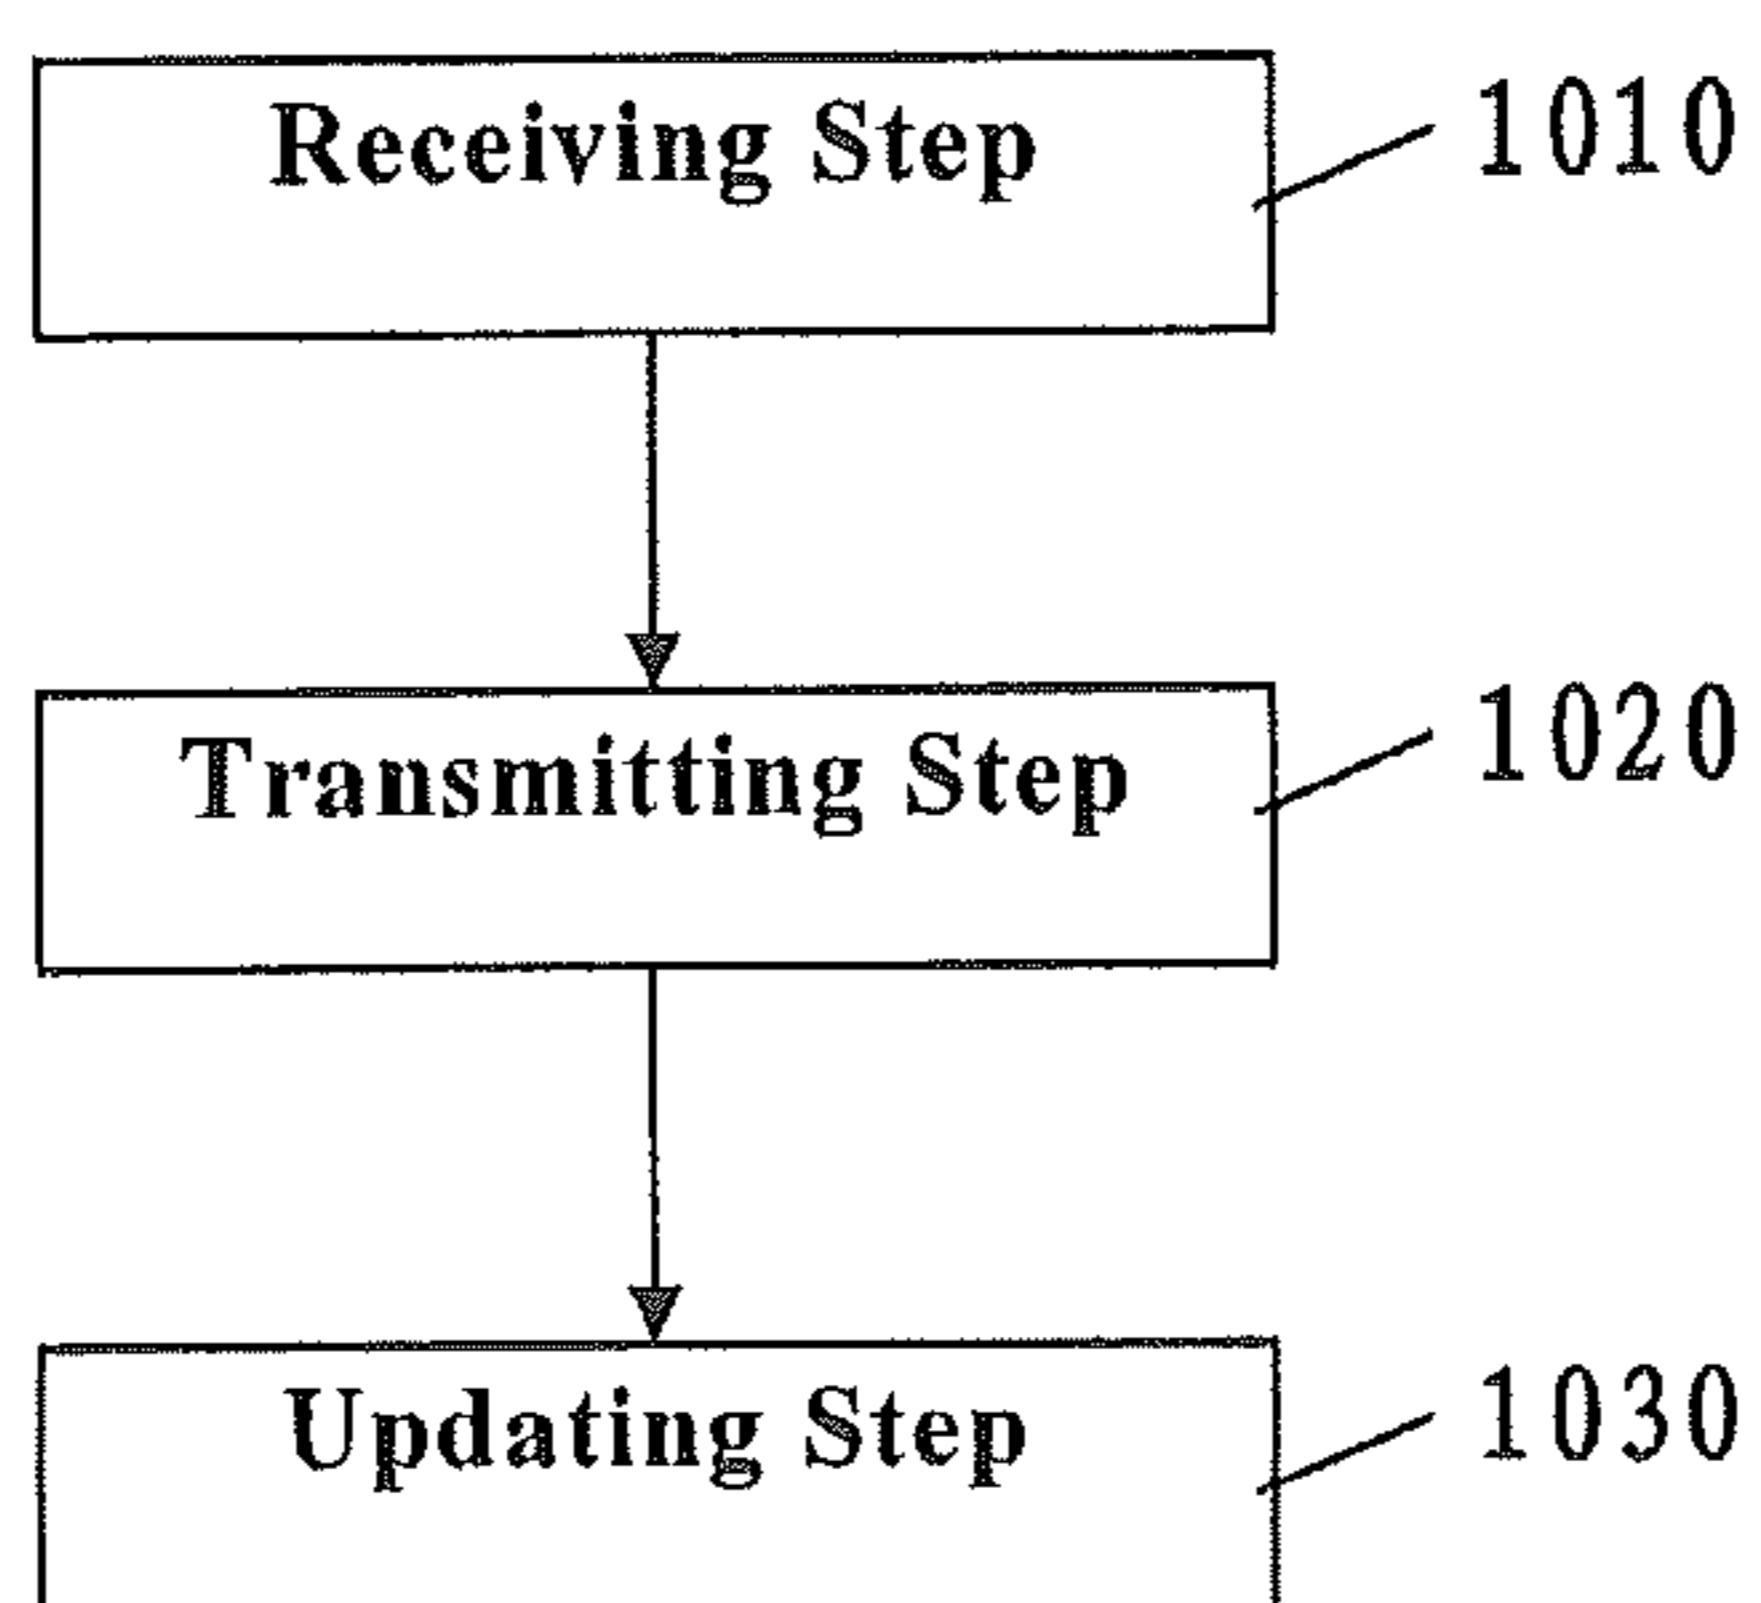 Receiving Step
1010
Transmitting Step
1020
Updating Step
1030